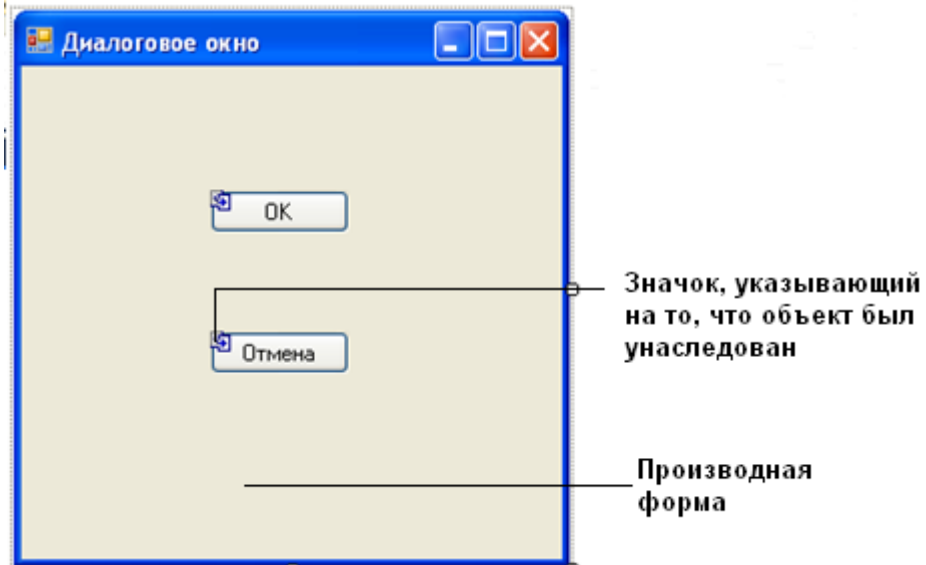 Диалоговое окно
OK
Значок, указывающий
на то, что объект был
унаследован
Отмена
Производная
форма